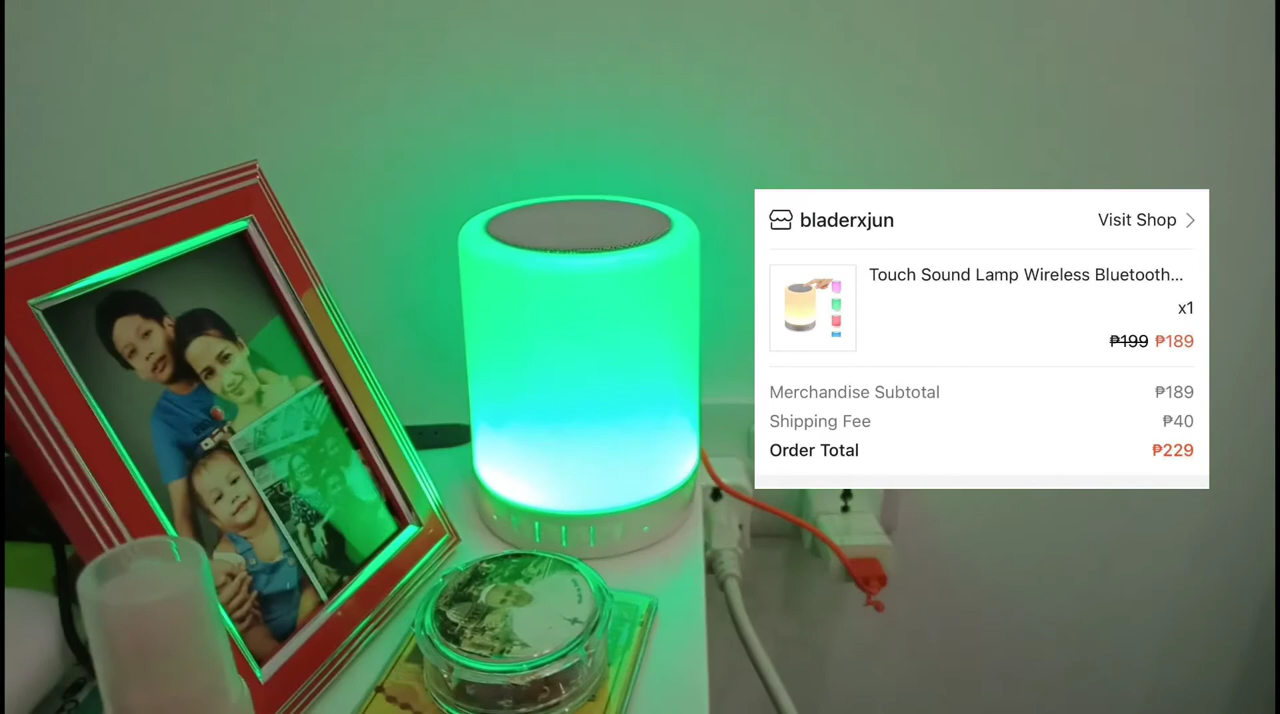 bladerxjun
Visit Shop
Touch Sound Lamp Wireless Bluetooth...
x1
₱199 ₱189
Merchandise Subtotal ₱189
Shipping Fee ₱40
Order Total ₱229